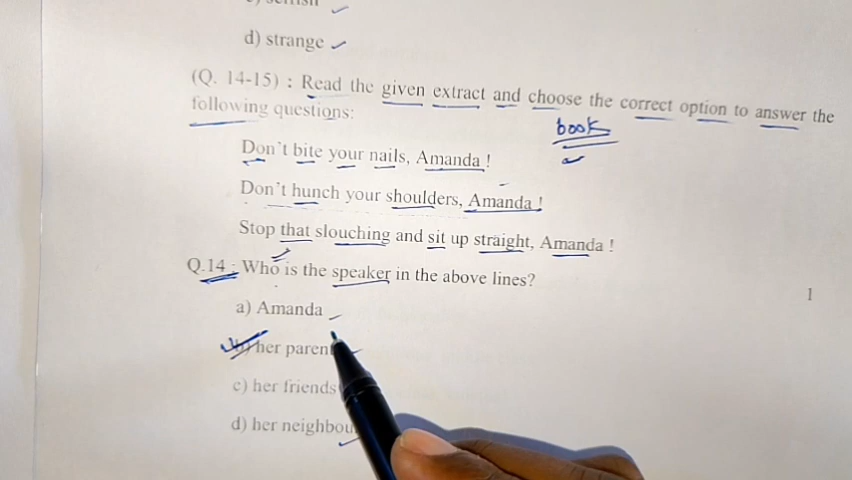 d) strange
(Q. 14-15) : Read the given extract and choose the correct option to answer the
following questions:
book
Don't bite your nails, Amanda !
Don't hunch your shoulders, Amanda !
Stop that slouching and sit up straight, Amanda !
Q.14 : Who is the speaker in the above lines?
1
a) Amanda
her
c) her friends
d) her